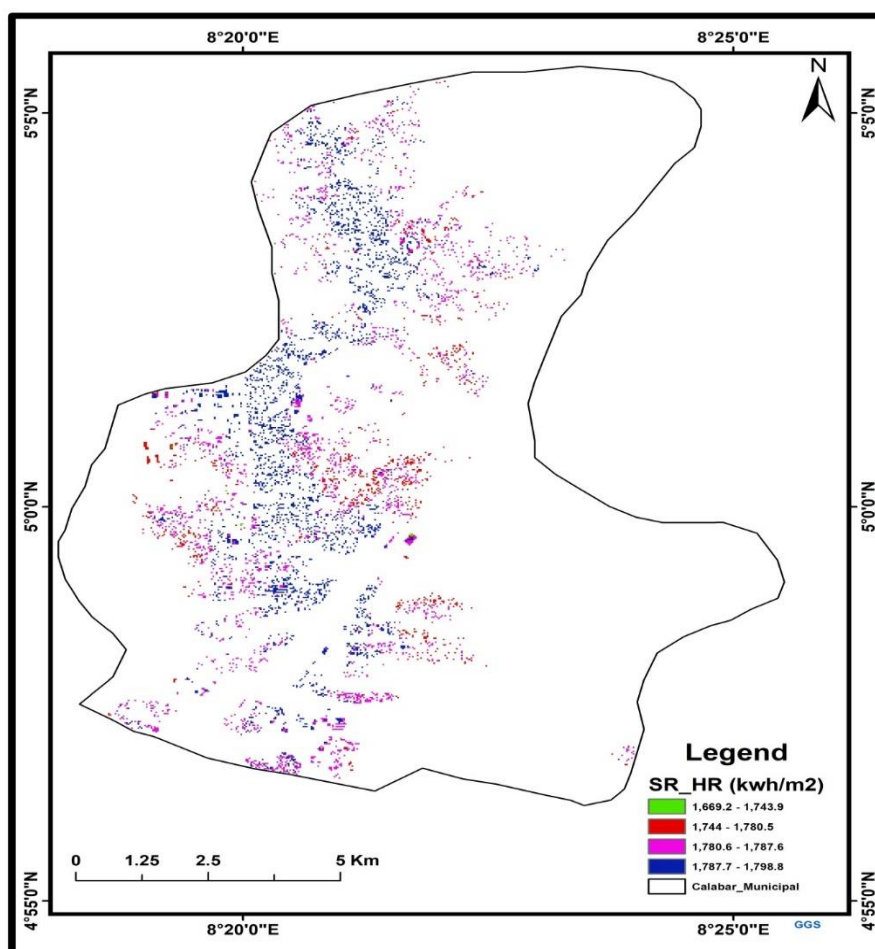 8°20'0"E 8°25'0"E
N
5°5'0"N 5°5'0"N
5°0'0"N 5°0'0"N
Legend
SR_HR (kwh/m2)
1,669.2 - 1,743.9
1,744 - 1,780.5
1,780.6 - 1,787.6
1,787.7 - 1,798.8
Calabar_Municipal
0 1.25 2.5 5 Km
4°55'0"N 4°55'0"N
8°20'0"E 8°25'0"E
GGS